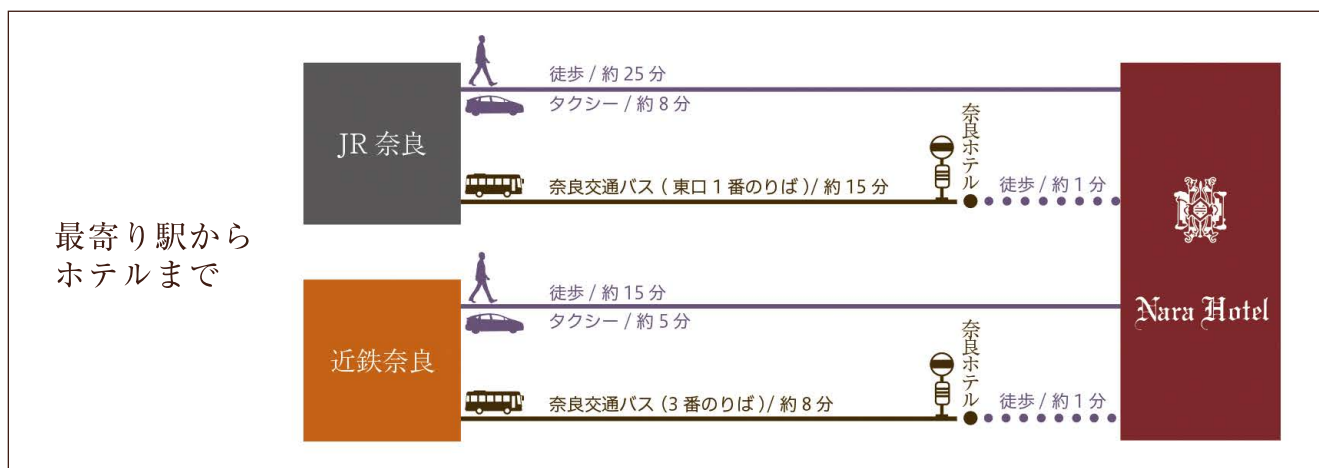 最寄り駅から
ホテルまで
JR 奈良
徒歩 / 約 25 分
タクシー / 約 8 分
奈良交通バス ( 東口 1 番のりば )/ 約 15 分
奈良ホテル
徒歩 / 約 1 分
近鉄奈良
徒歩 / 約 15 分
タクシー / 約 5 分
奈良交通バス (3 番のりば )/ 約 8 分
奈良ホテル
徒歩 / 約 1 分
Nara Hotel